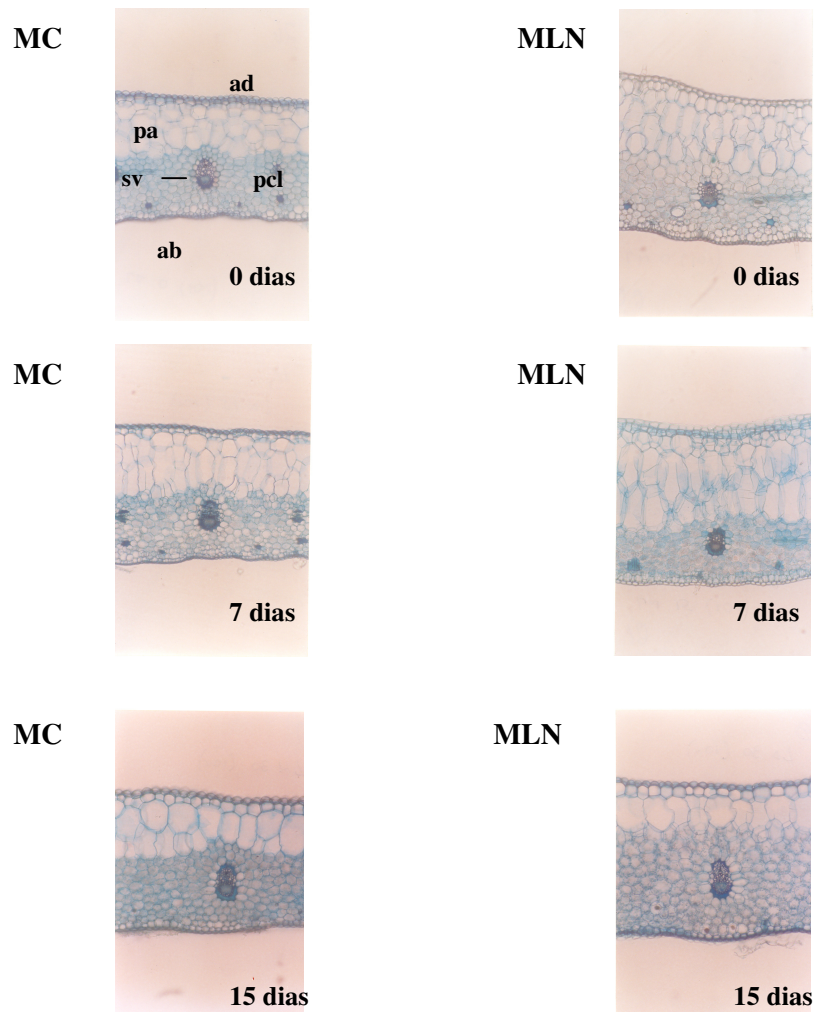 MC
MLN
ad
pa
sv
pcl
ab
0 dias
0 dias
MC
MLN
7 dias
7 dias
MC
MLN
15 dias
15 dias